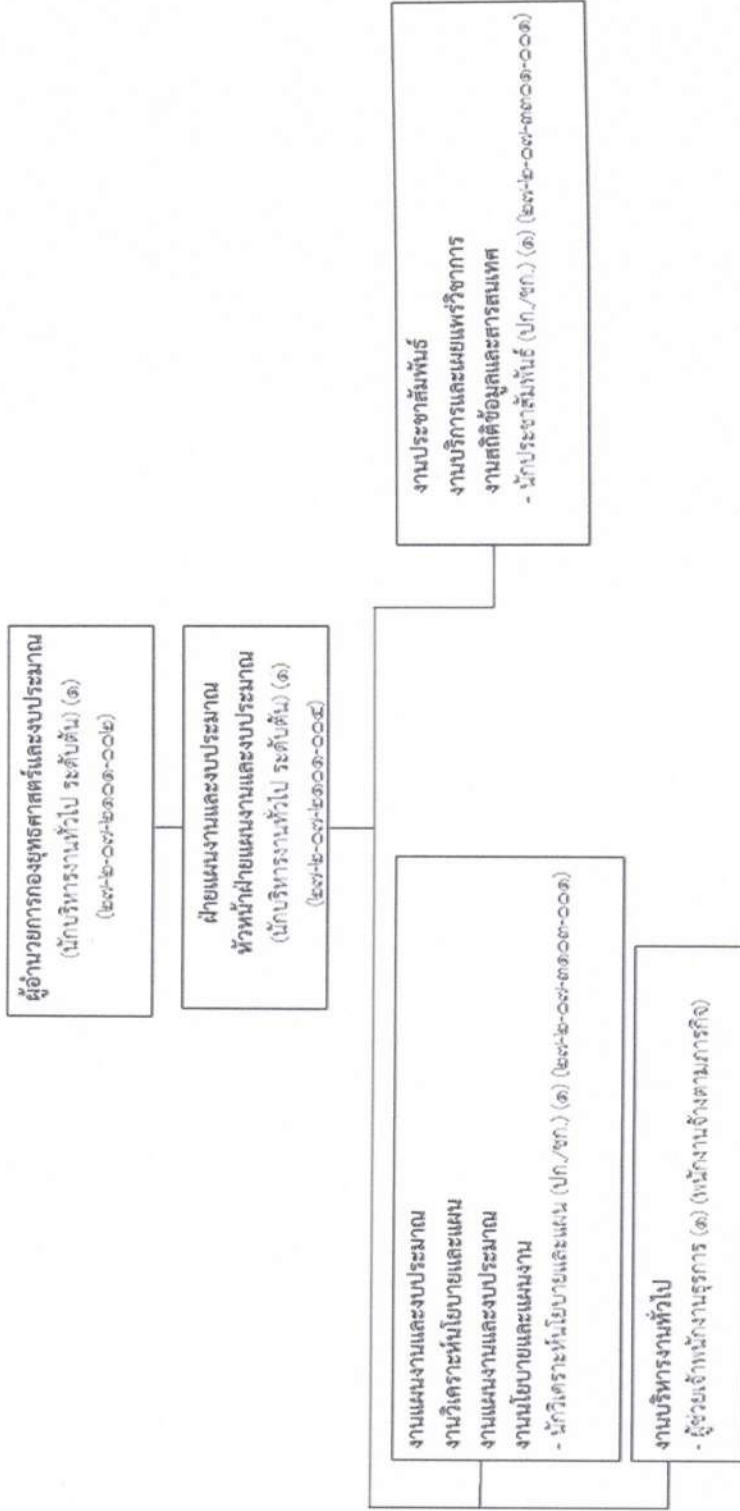 ผู้อำนวยการกองยุทธศาสตร์และงบประมาณ
(นักบริหารงานทั่วไป ระดับต้น) (๑)
(๒๗-๒-๐๗-๒๑๐๑-๐๐๒)
ฝ่ายแผนงานและงบประมาณ
หัวหน้าฝ่ายแผนงานและงบประมาณ
(นักบริหารงานทั่วไป ระดับต้น) (๑)
(๒๗-๒-๐๗-๒๑๐๑-๐๐๕)
งานแผนงานและงบประมาณ
งานวิเคราะห์นโยบายและแผน
งานแผนงานและงบประมาณ
งานนโยบายและแผนงาน
- นักวิเคราะห์นโยบายและแผน (ปก./ชก.) (๑) (๒๗-๒-๐๗-๓๑๐๓-๐๐๑)
งานบริหารงานทั่วไป
- ผู้ช่วยเจ้าพนักงานธุรการ (๑) (พนักงานจ้างตามภารกิจ)
งานประชาสัมพันธ์
งานบริการและเผยแพร่วิชาการ
งานสถิติข้อมูลและสารสนเทศ
- นักประชาสัมพันธ์ (ปก./ชก.) (๑) (๒๗-๒-๐๗-๓๓๐๑-๐๐๑)